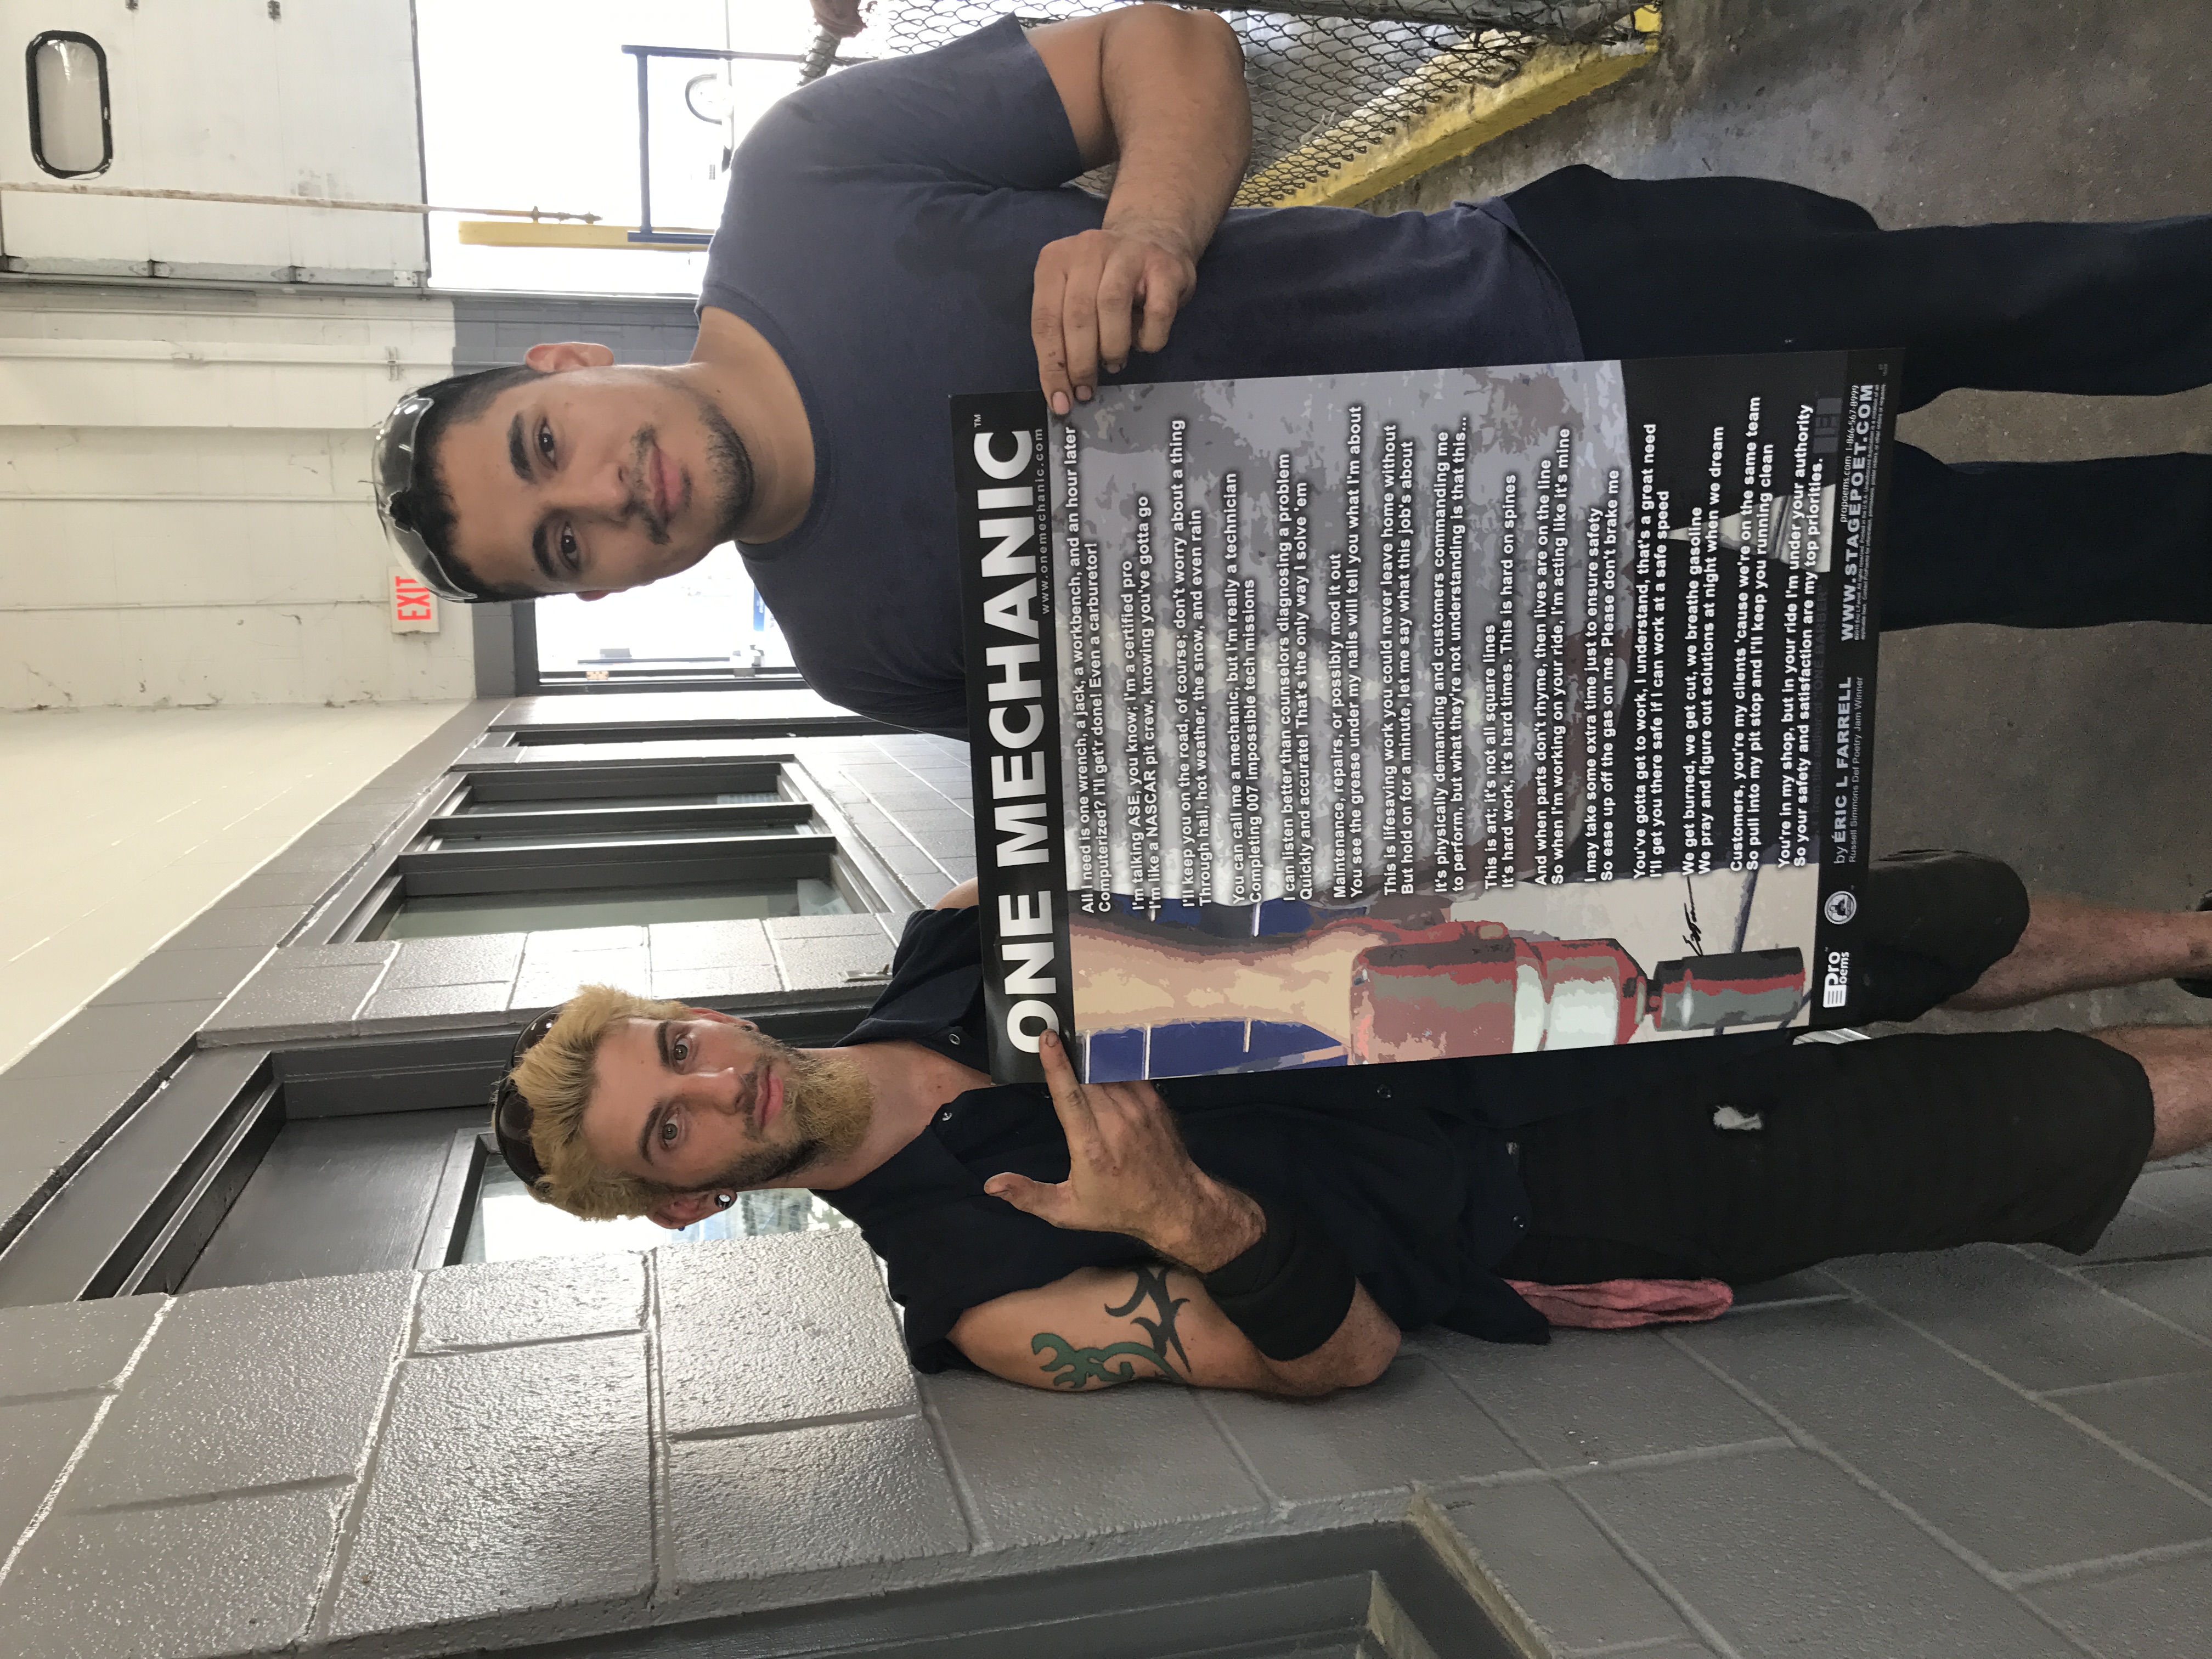 EXIT
ONE MECHANIC™
www.onemechanic.com
All I need is one wrench, a jack, a workbench, and an hour later
Computerized? I'll get'r done! Even a carburetor!
I'm talking ASE, you know; I'm a certified pro
I'm like a NASCAR pit crew, knowing you've gotta go
I'll keep you on the road, of course; don't worry about a thing
Through hail, hot weather, the snow, and even rain
You can call me a mechanic, but I'm really a technician
Completing 007 impossible tech missions
I can listen better than counselors diagnosing a problem
Quickly and accurate! That's the only way I solve 'em
Maintenance, repairs, or possibly mod it out
You see the grease under my nails will tell you what I'm about
This is lifesaving work you could never leave home without
But hold on for a minute, let me say what this job's about
It's physically demanding and customers commanding me
to perform, but what they're not understanding is that this...
This is art; it's not all square lines
It's hard work, it's hard times. This is hard on spines
And when parts don't rhyme, then lives are on the line
So when I'm working on your ride, I'm acting like it's mine
I may take some extra time just to ensure safety
So ease up off the gas on me. Please don't brake me
You've gotta get to work, I understand, that's a great need
I'll get you there safe if I can work at a safe speed
We get burned, we get cut, we breathe gasoline
We pray and figure out solutions at night when we dream
Customers, you're my clients 'cause we're on the same team
So pull into my pit stop and I'll keep you running clean
You're in my shop, but in your ride I'm under your authority
So your safety and satisfaction are my top priorities.
Pro Poems™
by ÉRIC L FARRELL
Russell Simmons Def Poetry Jam Winner
propoems.com 1-866-567-8999
WWW.STAGEPOET.COM